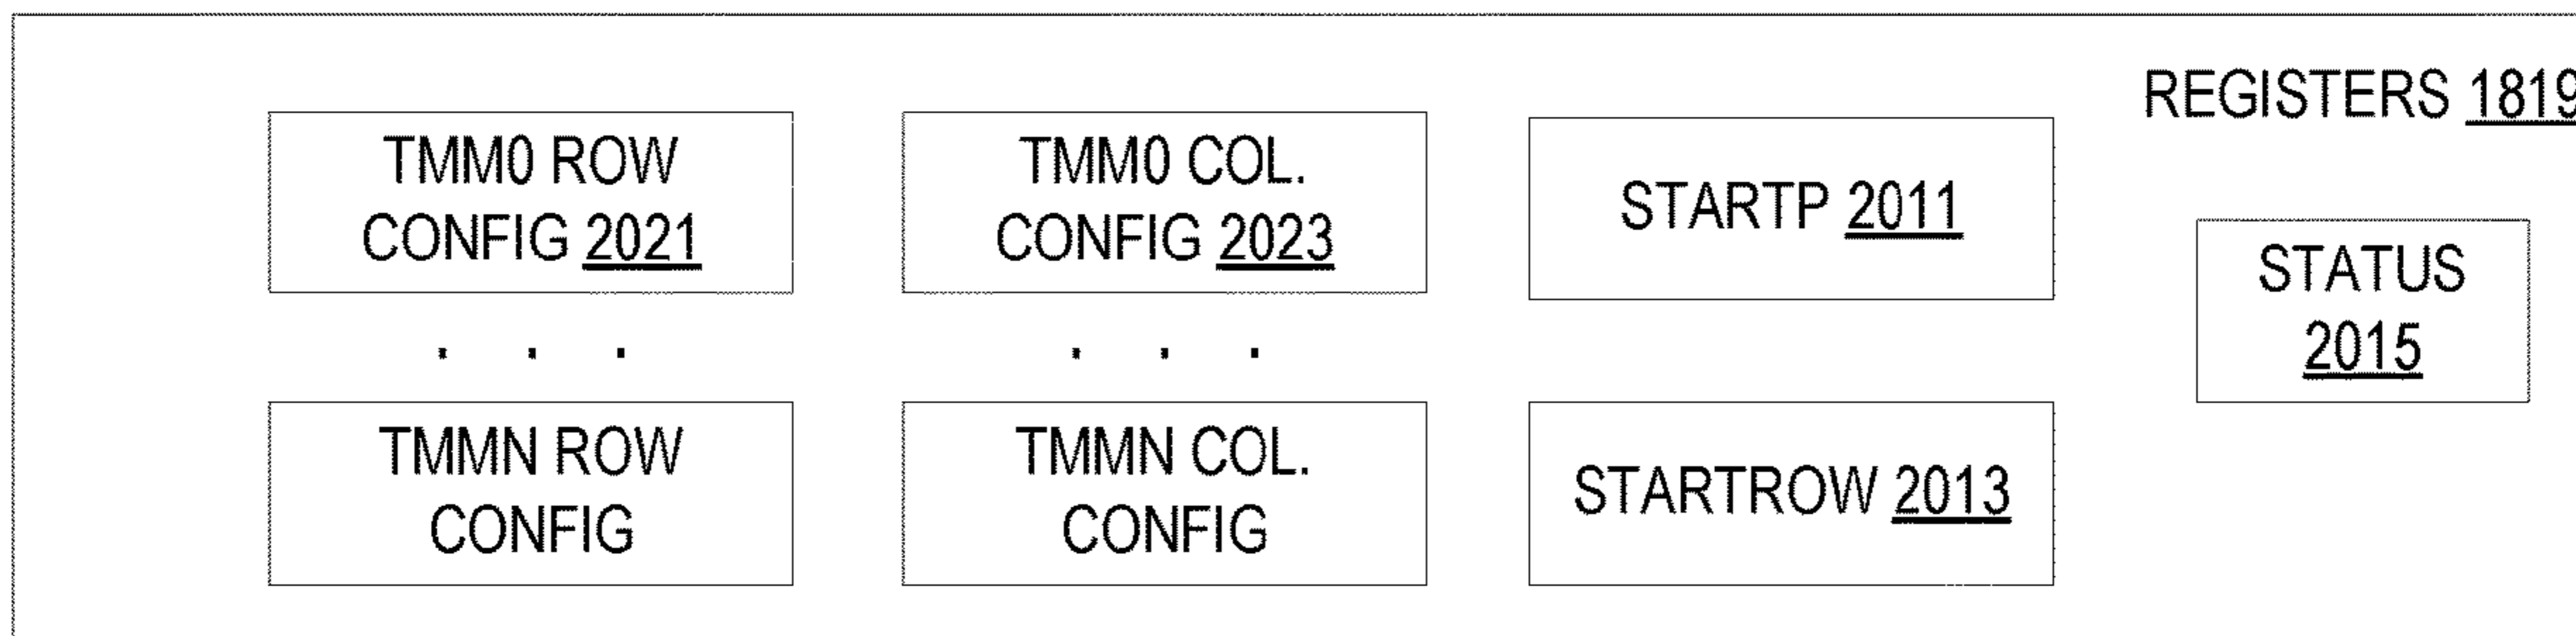 REGISTERS 1819
TMM0 ROW
CONFIG 2021
TMM0 COL.
CONFIG 2023
STARTP 2011
STATUS
2015
. . .
. . .
TMMN ROW
CONFIG
TMMN COL.
CONFIG
STARTROW 2013